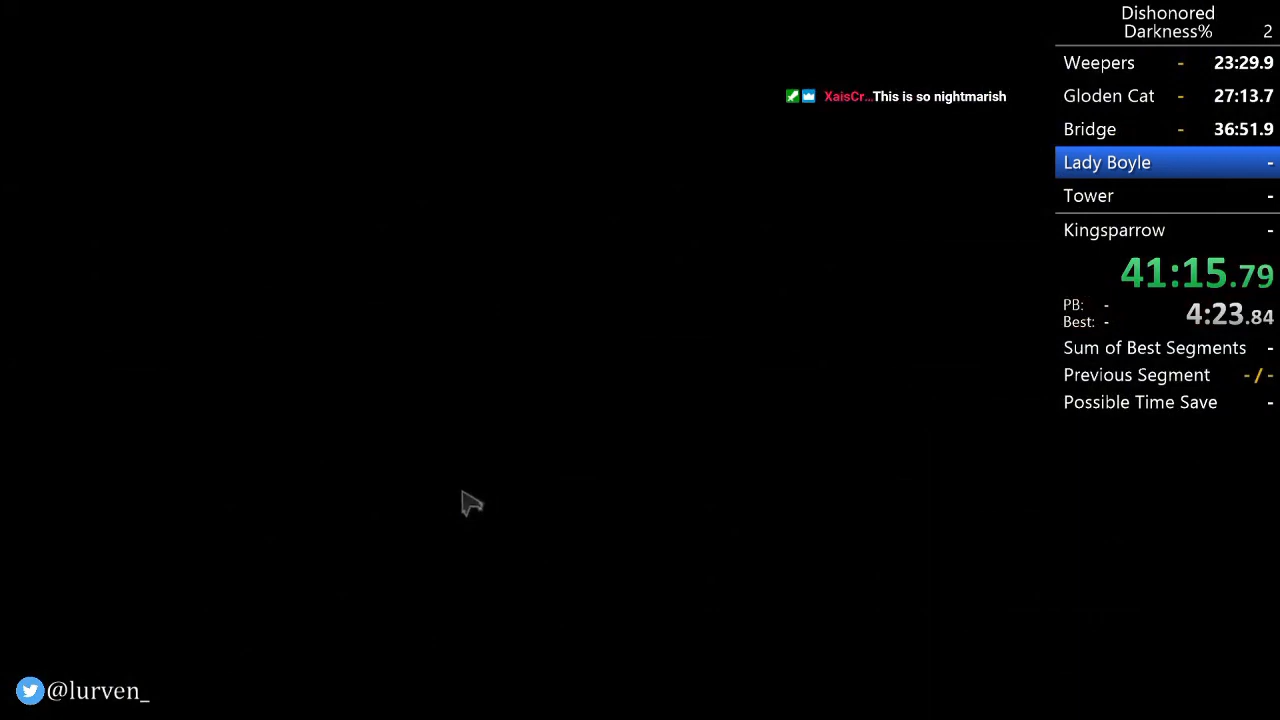 Dishonored
Darkness% 2
Weepers - 23:29.9
XaisCr...This is so nightmarish
Gloden Cat - 27:13.7
Bridge - 36:51.9
Lady Boyle -
Tower -
Kingsparrow -
41:15.79
PB: -
Best: -
4:23.84
Sum of Best Segments -
Previous Segment - / -
Possible Time Save -
@lurven_